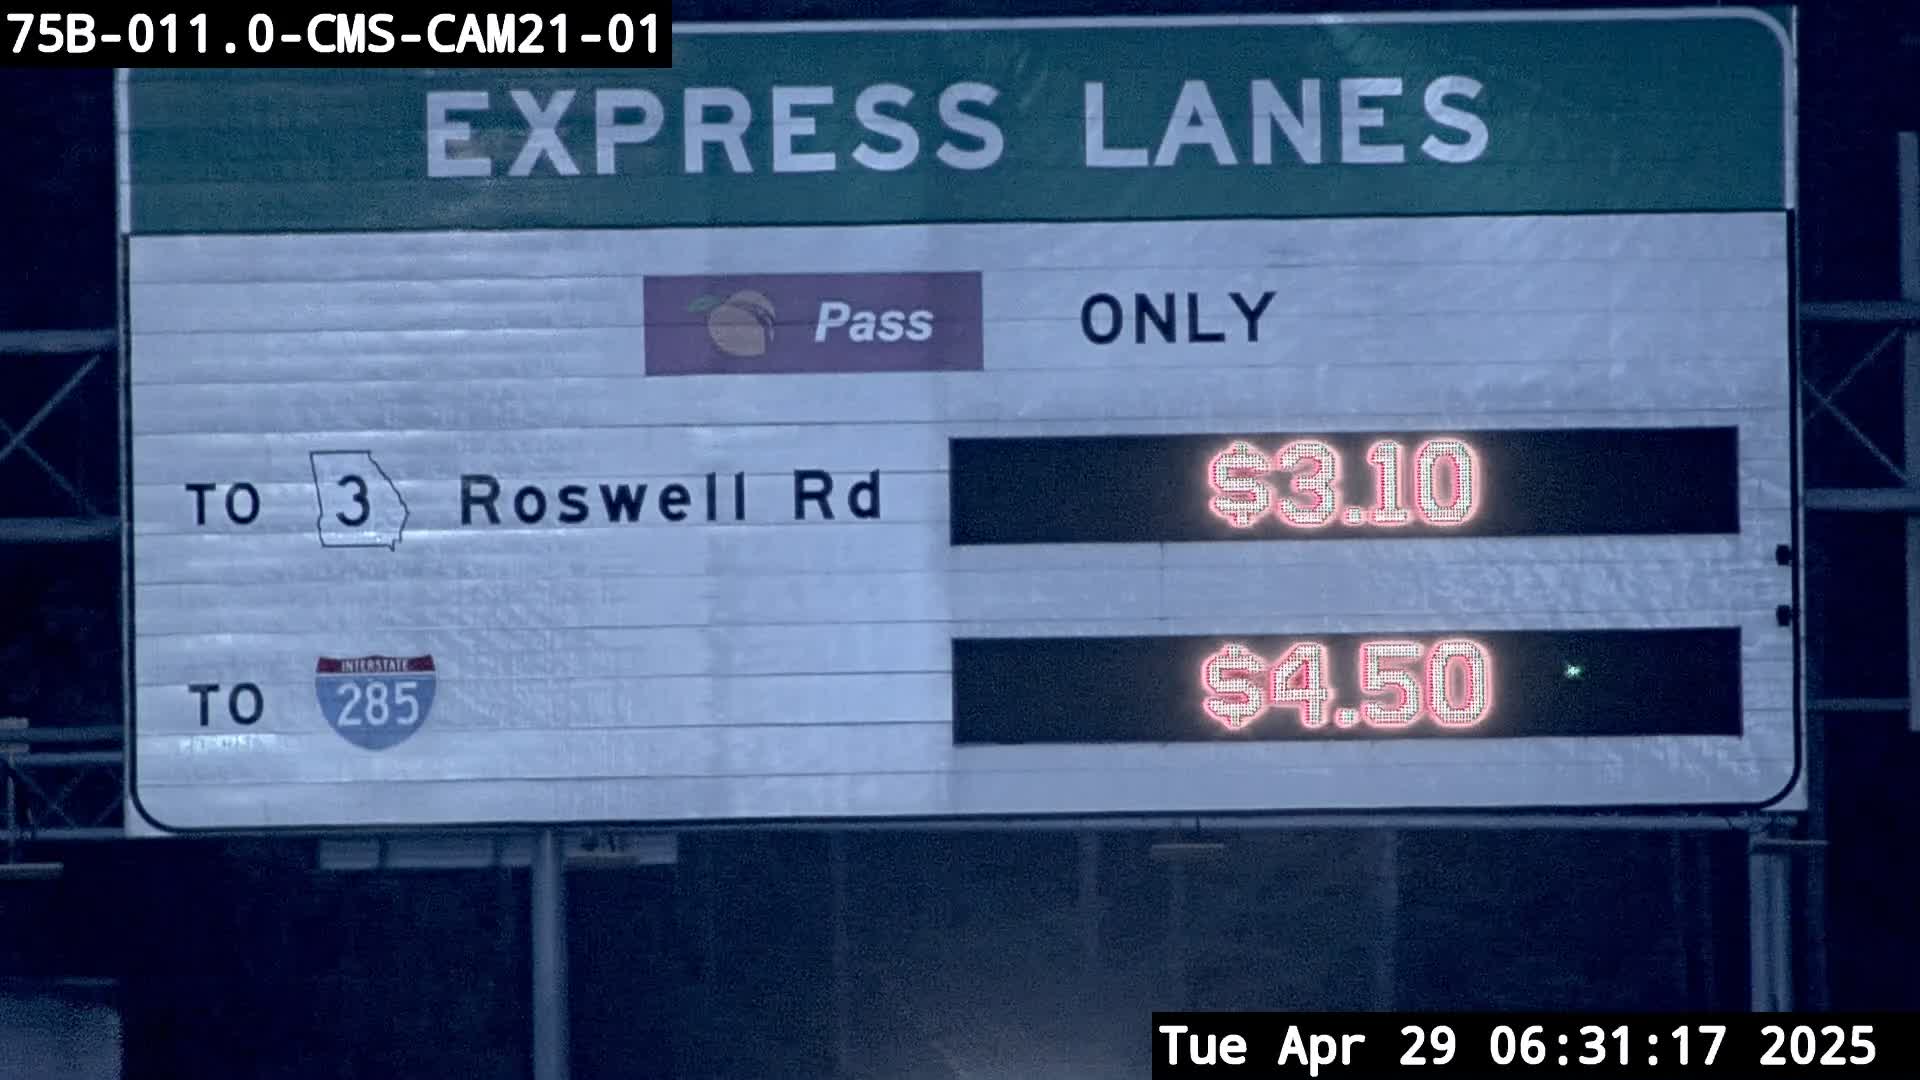 75B-011.0-CMS-CAM21-01
EXPRESS LANES
Pass ONLY
TO 3 Roswell Rd $3.10
INTERSTATE
TO 285 $4.50
Tue Apr 29 06:31:17 2025